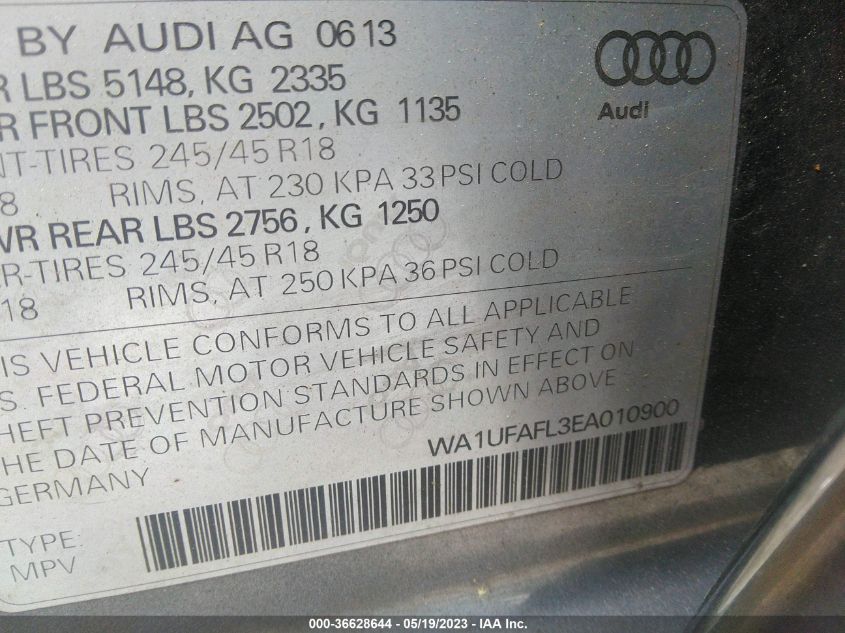 BY AUDI AG 0613
R LBS 5148, KG 2335
R FRONT LBS 2502, KG 1135
NT-TIRES 245/45 R18
8 RIMS, AT 230 KPA 33 PSI COLD
WR REAR LBS 2756, KG 1250
R-TIRES 245/45 R18
18 RIMS, AT 250 KPA 36 PSI COLD
IS VEHICLE CONFORMS TO ALL APPLICABLE
S. FEDERAL MOTOR VEHICLE SAFETY AND
HEFT PREVENTION STANDARDS IN EFFECT ON
HE DATE OF MANUFACTURE SHOWN ABOVE
GERMANY
WA1UFAFL3EA010900
TYPE:
MPV
Audi
000-36628644 - 05/19/2023 - IAA Inc.